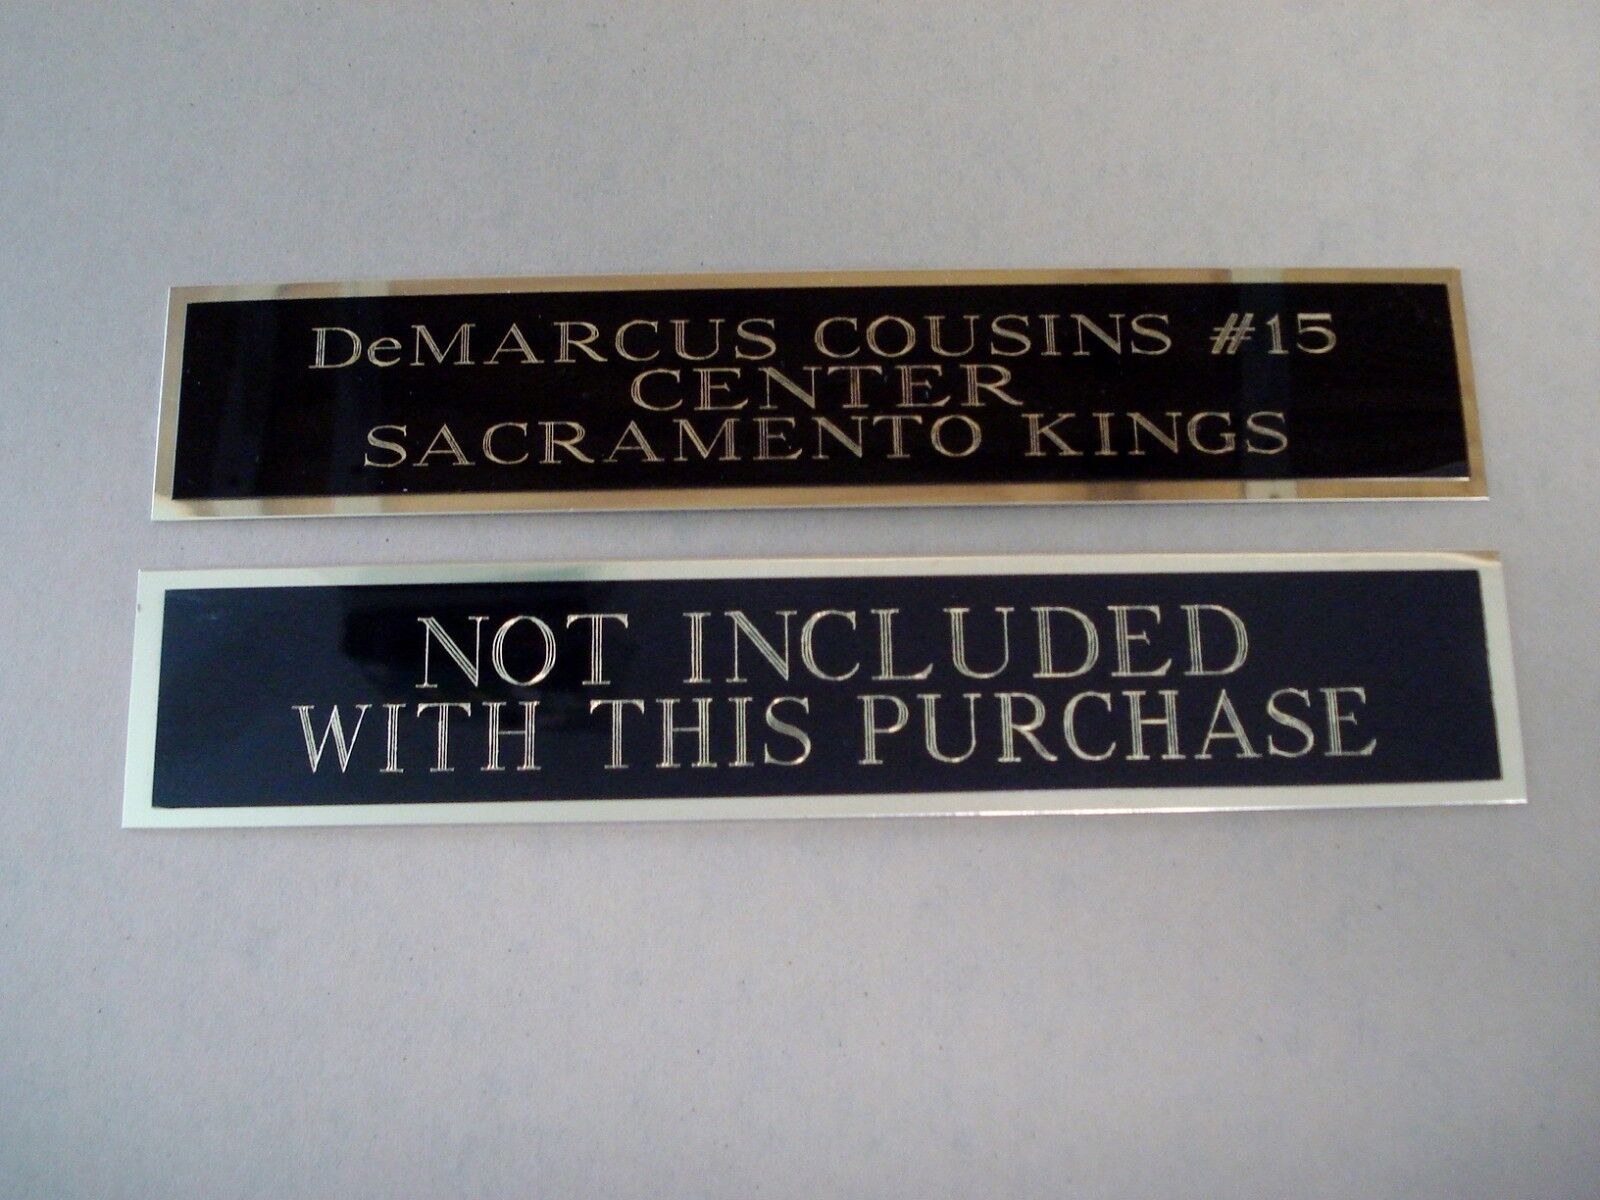 DeMARCUS COUSINS #15
CENTER
SACRAMENTO KINGS
NOT INCLUDED
WITH THIS PURCHASE